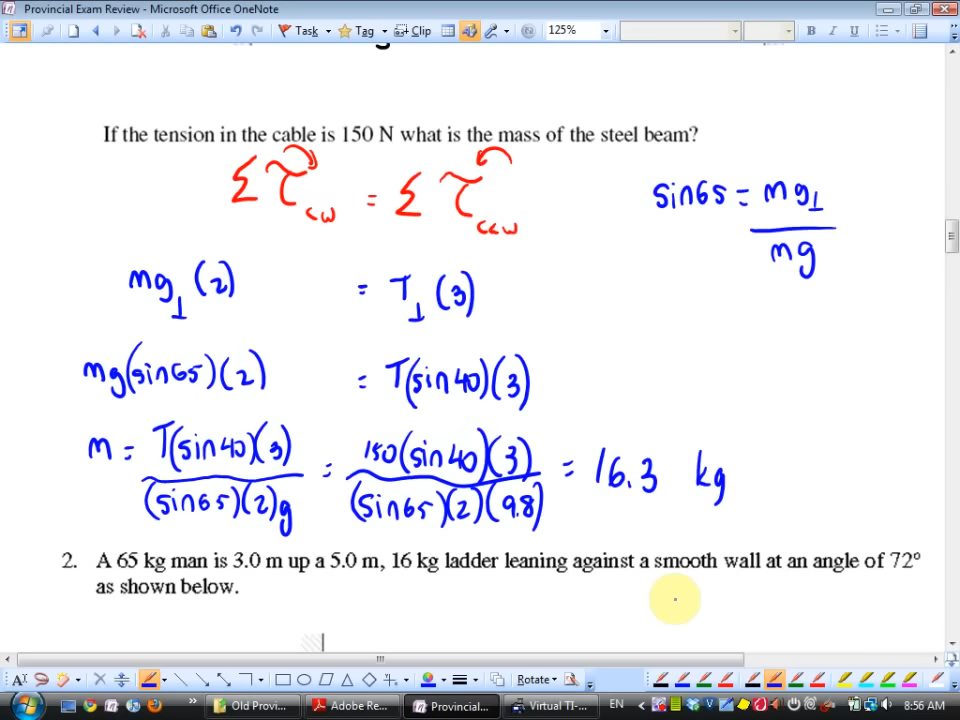 Provincial Exam Review - Microsoft Office OneNote
Task Tag Clip 125% B I U
If the tension in the cable is 150 N what is the mass of the steel beam?
Σ τ cw = Σ τ ccw
sin65 = mg⊥ / mg
mg⊥ (2) = T⊥ (3)
mg(sin65)(2) = T(sin40)(3)
m = T(sin40)(3) / (sin65)(2)g = 150(sin40)(3) / (sin65)(2)(9.8) = 16.3 kg
2. A 65 kg man is 3.0 m up a 5.0 m, 16 kg ladder leaning against a smooth wall at an angle of 72°
as shown below.
Rotate
Old Provi... Adobe Re... Provincial... Virtual TI-... EN 8:56 AM